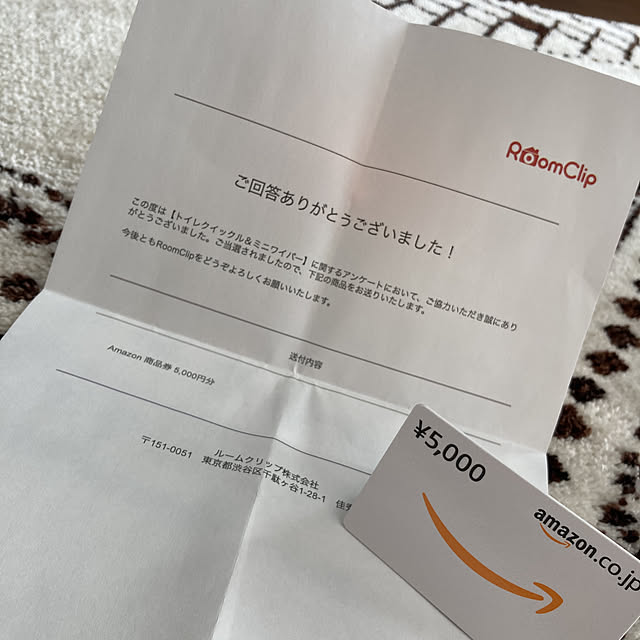 RoomClip
ご回答ありがとうございました！
この度は【トイレクイックル＆ミニワイパー】に関するアンケートにおいて、ご協力いただき誠にあり
がとうございました。ご当選されましたので、下記の商品をお送りいたします。
今後ともRoomClipをどうぞよろしくお願いいたします。
送付内容
Amazon 商品券 5,000円分
ルームクリップ株式会社
〒151-0051 東京都渋谷区千駄ケ谷1-28-1
¥5,000
amazon.co.jp